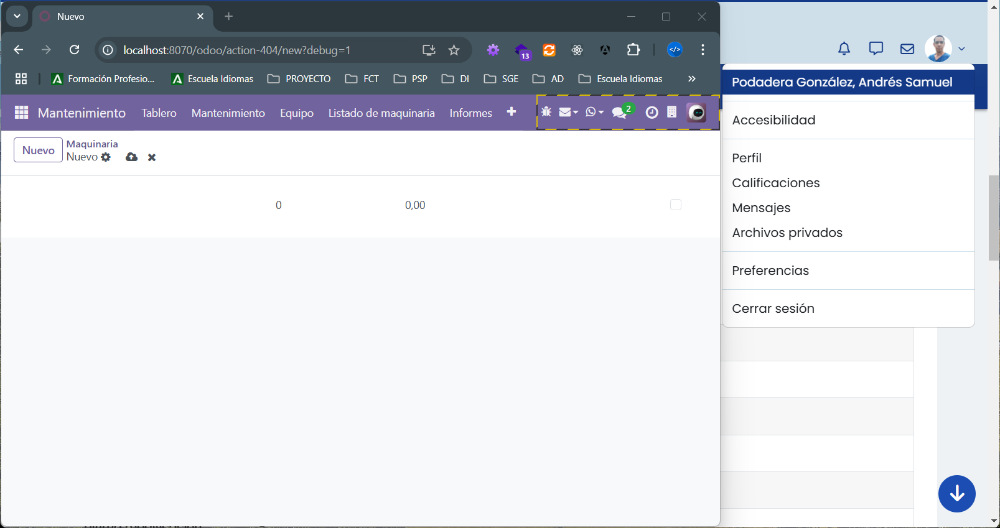 Nuevo
localhost:8070/odoo/action-404/new?debug=1
13
Formación Profesio...
Escuela Idiomas
PROYECTO
FCT
PSP
DI
SGE
AD
Escuela Idiomas
Mantenimiento
Tablero
Mantenimiento
Equipo
Listado de maquinaria
Informes
2
Nuevo
Maquinaria
Nuevo
0
0,00
Podadera González, Andrés Samuel
Accesibilidad
Perfil
Calificaciones
Mensajes
Archivos privados
Preferencias
Cerrar sesión